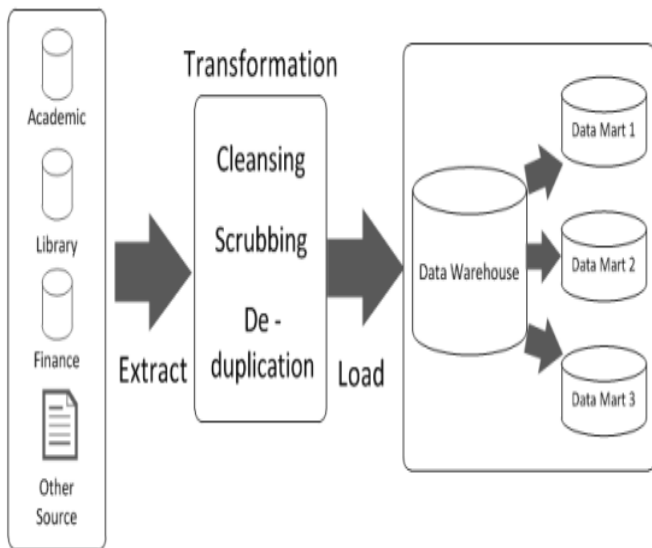 Academic
Library
Finance
Other
Source
Extract
Transformation
Cleansing
Scrubbing
De -
duplication
Load
Data Warehouse
Data Mart 1
Data Mart 2
Data Mart 3